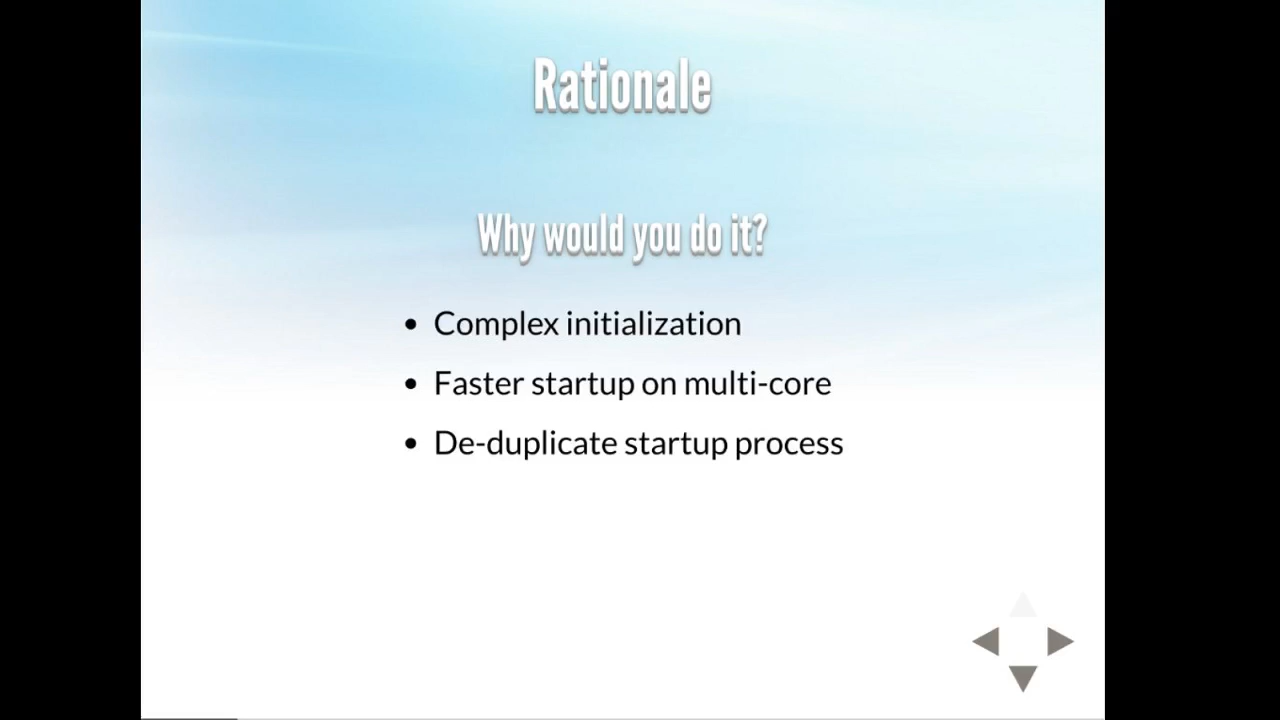 Rationale
Why would you do it?
• Complex initialization
• Faster startup on multi-core
• De-duplicate startup process